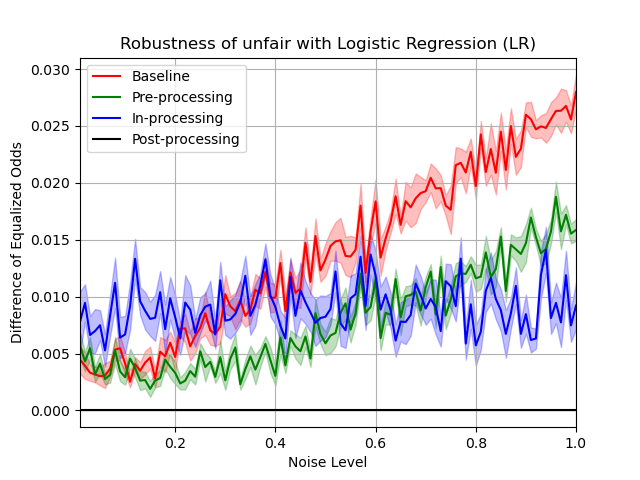 Robustness of unfair with Logistic Regression (LR)
Baseline
Pre-processing
In-processing
Post-processing
Difference of Equalized Odds
0.030
0.025
0.020
0.015
0.010
0.005
0.000
0.2 0.4 0.6 0.8 1.0
Noise Level